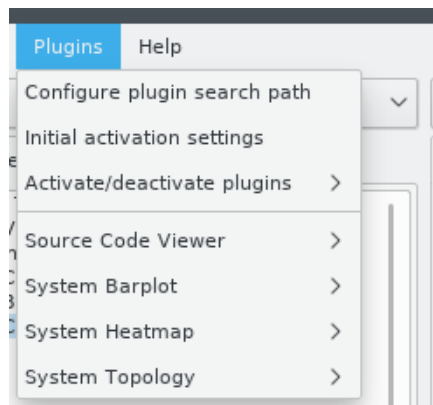 Plugins Help
Configure plugin search path
Initial activation settings
Activate/deactivate plugins
Source Code Viewer
System Barplot
System Heatmap
System Topology